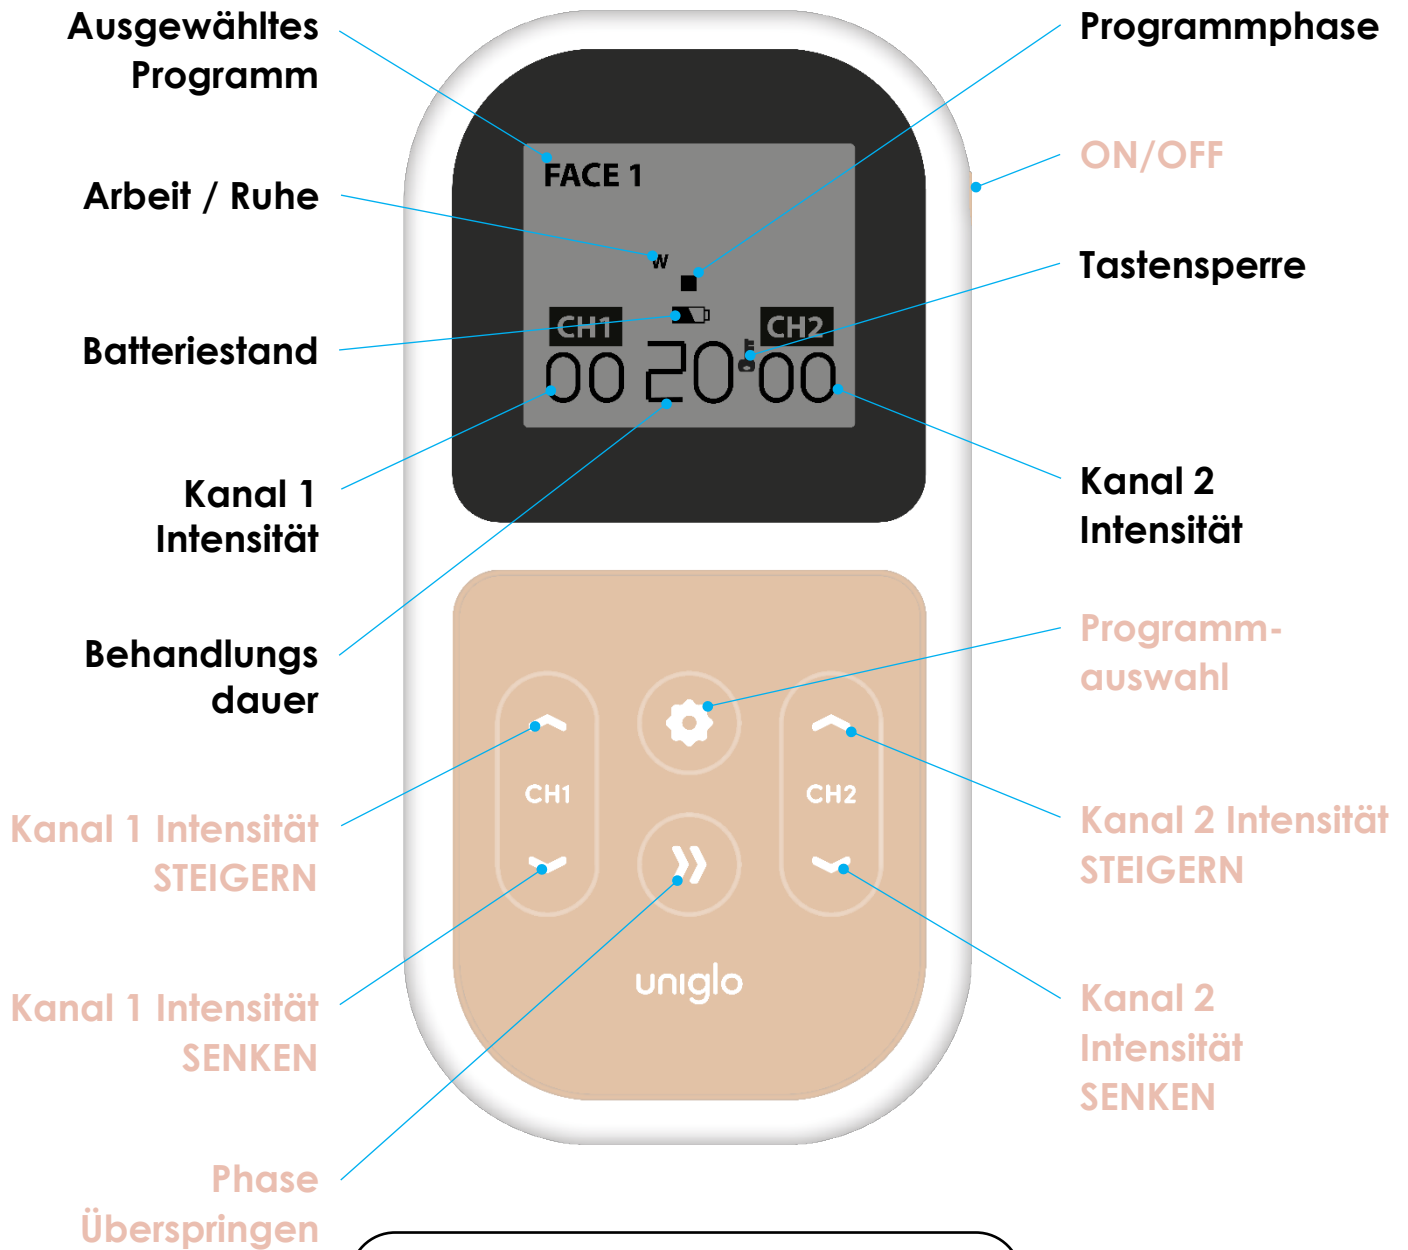 Ausgewähltes
Programm
Arbeit / Ruhe
Batteriestand
Kanal 1
Intensität
Behandlungs
dauer
Kanal 1 Intensität
STEIGERN
Kanal 1 Intensität
SENKEN
Phase
Überspringen
FACE 1
W
CH1
CH2
00
20
00
CH1
CH2
uniglo
Programmphase
ON/OFF
Tastensperre
Kanal 2
Intensität
Programm-
auswahl
Kanal 2 Intensität
STEIGERN
Kanal 2
Intensität
SENKEN